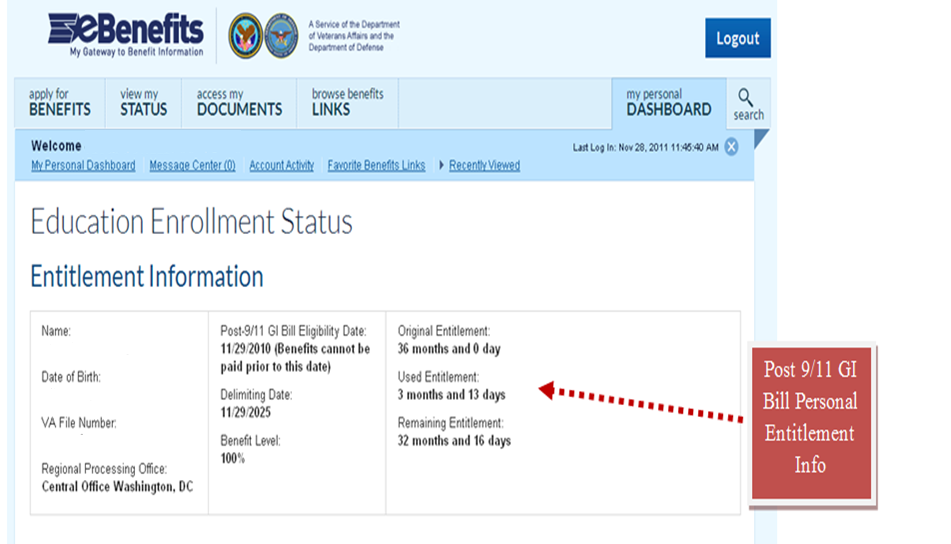 eBenefits
My Gateway to Benefit Information
A Service of the Department
of Veterans Affairs and the
Department of Defense
Logout
apply for
BENEFITS
view my
STATUS
access my
DOCUMENTS
browse benefits
LINKS
my personal
DASHBOARD
search
Welcome
Last Log In: Nov 28, 2011 11:45:40 AM
My Personal Dashboard Message Center (0) Account Activity Favorite Benefits Links Recently Viewed
Education Enrollment Status
Entitlement Information
Name:
Date of Birth:
VA File Number:
Regional Processing Office:
Central Office Washington, DC
Post-9/11 GI Bill Eligibility Date:
11/29/2010 (Benefits cannot be
paid prior to this date)
Delimiting Date:
11/29/2025
Benefit Level:
100%
Original Entitlement:
36 months and 0 day
Used Entitlement:
3 months and 13 days
Remaining Entitlement:
32 months and 16 days
Post 9/11 GI
Bill Personal
Entitlement
Info